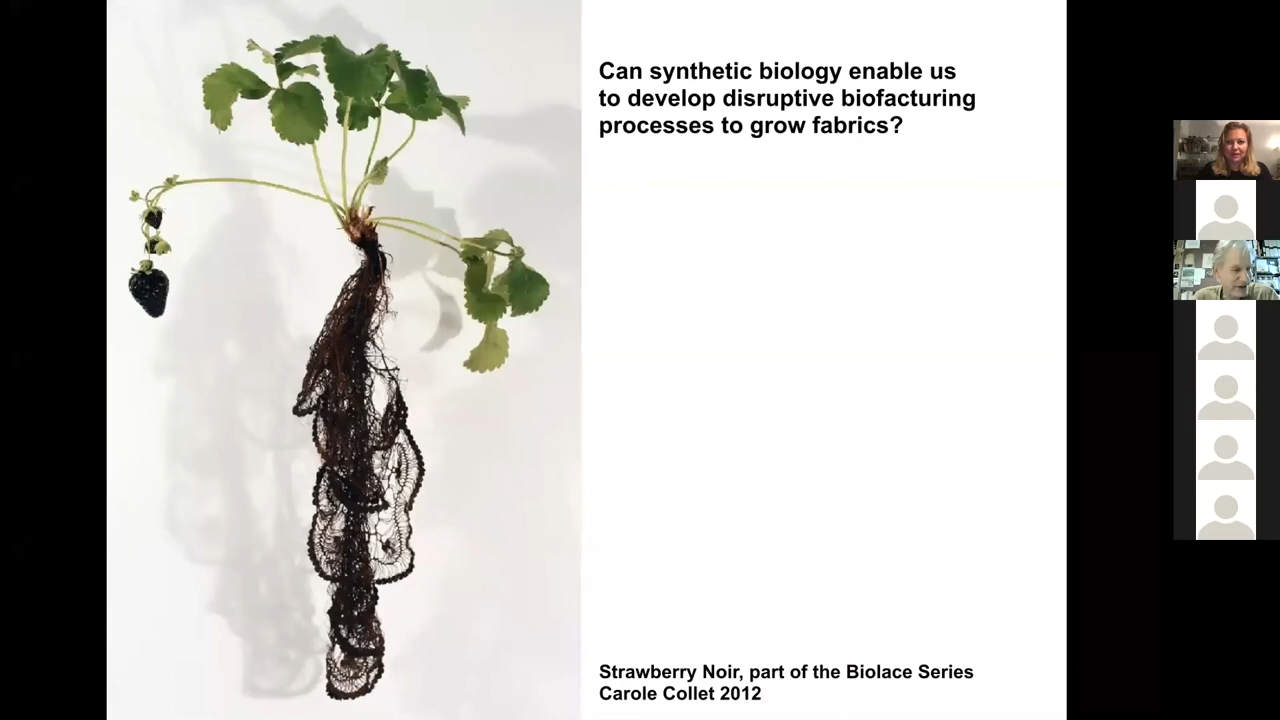 Can synthetic biology enable us
to develop disruptive biofacturing
processes to grow fabrics?
Strawberry Noir, part of the Biolace Series
Carole Collet 2012